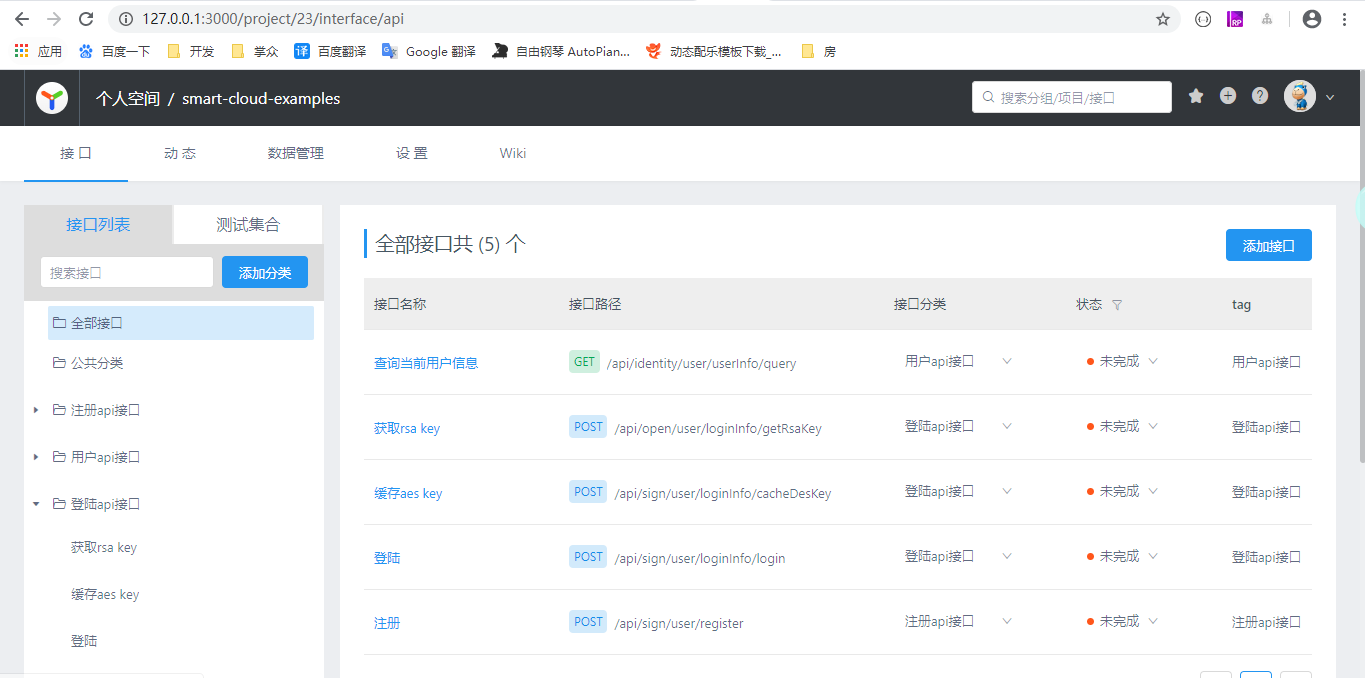 127.0.0.1:3000/project/23/interface/api
应用 百度一下 开发 掌众 译 百度翻译 Google 翻译 自由钢琴 AutoPian... 动态配乐模板下载_... 房
个人空间 / smart-cloud-examples 搜索分组/项目/接口
接 口 动 态 数据管理 设 置 Wiki
接口列表 测试集合
搜索接口 添加分类
全部接口
公共分类
注册api接口
用户api接口
登陆api接口
获取rsa key
缓存aes key
登陆
全部接口共 (5) 个 添加接口
接口名称 接口路径 接口分类 状态 tag
查询当前用户信息 GET /api/identity/user/userInfo/query 用户api接口 未完成 用户api接口
获取rsa key POST /api/open/user/loginInfo/getRsaKey 登陆api接口 未完成 登陆api接口
缓存aes key POST /api/sign/user/loginInfo/cacheDesKey 登陆api接口 未完成 登陆api接口
登陆 POST /api/sign/user/loginInfo/login 登陆api接口 未完成 登陆api接口
注册 POST /api/sign/user/register 注册api接口 未完成 注册api接口